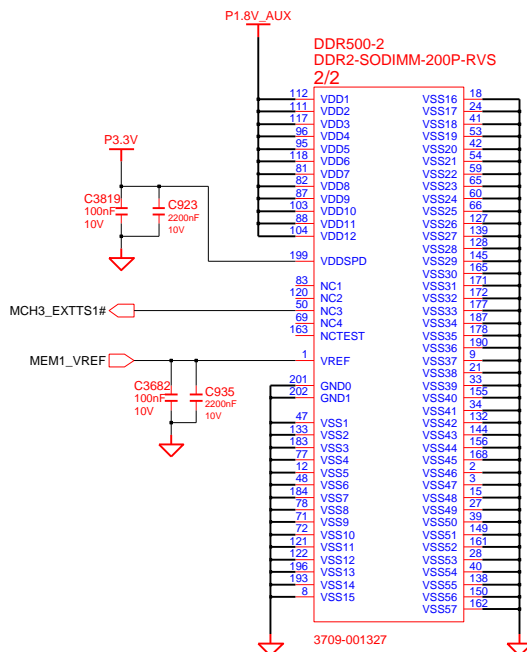 P1.8V_AUX
DDR500-2
DDR2-SODIMM-200P-RVS
2/2
112 VDD1 VSS16 18
111 VDD2 VSS17 24
117 VDD3 VSS18 41
96 VDD4 VSS19 53
95 VDD5 VSS20 42
118 VDD6 VSS21 54
81 VDD7 VSS22 59
82 VDD8 VSS23 65
87 VDD9 VSS24 60
103 VDD10 VSS25 66
88 VDD11 VSS26 127
104 VDD12 VSS27 139
VSS28 128
199 VDDSPD VSS29 145
VSS30 165
83 NC1 VSS31 171
120 NC2 VSS32 172
50 NC3 VSS33 177
69 NC4 VSS34 187
163 NCTEST VSS35 178
VSS36 190
1 VREF VSS37 9
VSS38 21
201 GND0 VSS39 33
202 GND1 VSS40 155
VSS41 34
47 VSS1 VSS42 132
133 VSS2 VSS43 144
183 VSS3 VSS44 156
77 VSS4 VSS45 168
12 VSS5 VSS46 2
48 VSS6 VSS47 3
184 VSS7 VSS48 15
78 VSS8 VSS49 27
71 VSS9 VSS50 39
72 VSS10 VSS51 149
121 VSS11 VSS52 161
122 VSS12 VSS53 28
196 VSS13 VSS54 40
193 VSS14 VSS55 138
8 VSS15 VSS56 150
VSS57 162
3709-001327
P3.3V
C3819
100nF
10V
C923
2200nF
10V
MCH3_EXTTS1#
MEM1_VREF
C3682
100nF
10V
C935
2200nF
10V